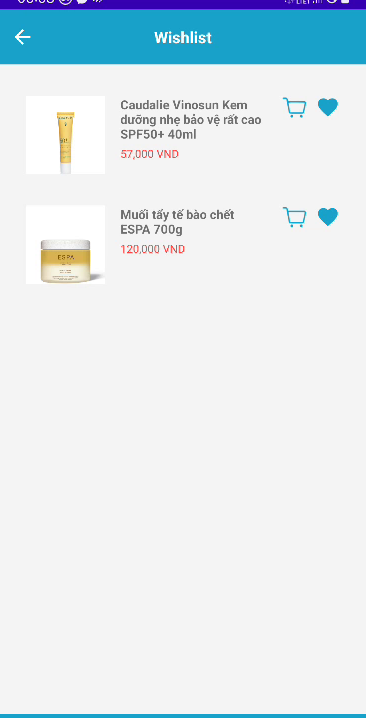 Wishlist
Caudalie Vinosun Kem
dưỡng nhẹ bảo vệ rất cao
SPF50+ 40ml
57,000 VND
Muối tẩy tế bào chết
ESPA 700g
120,000 VND
ESPA